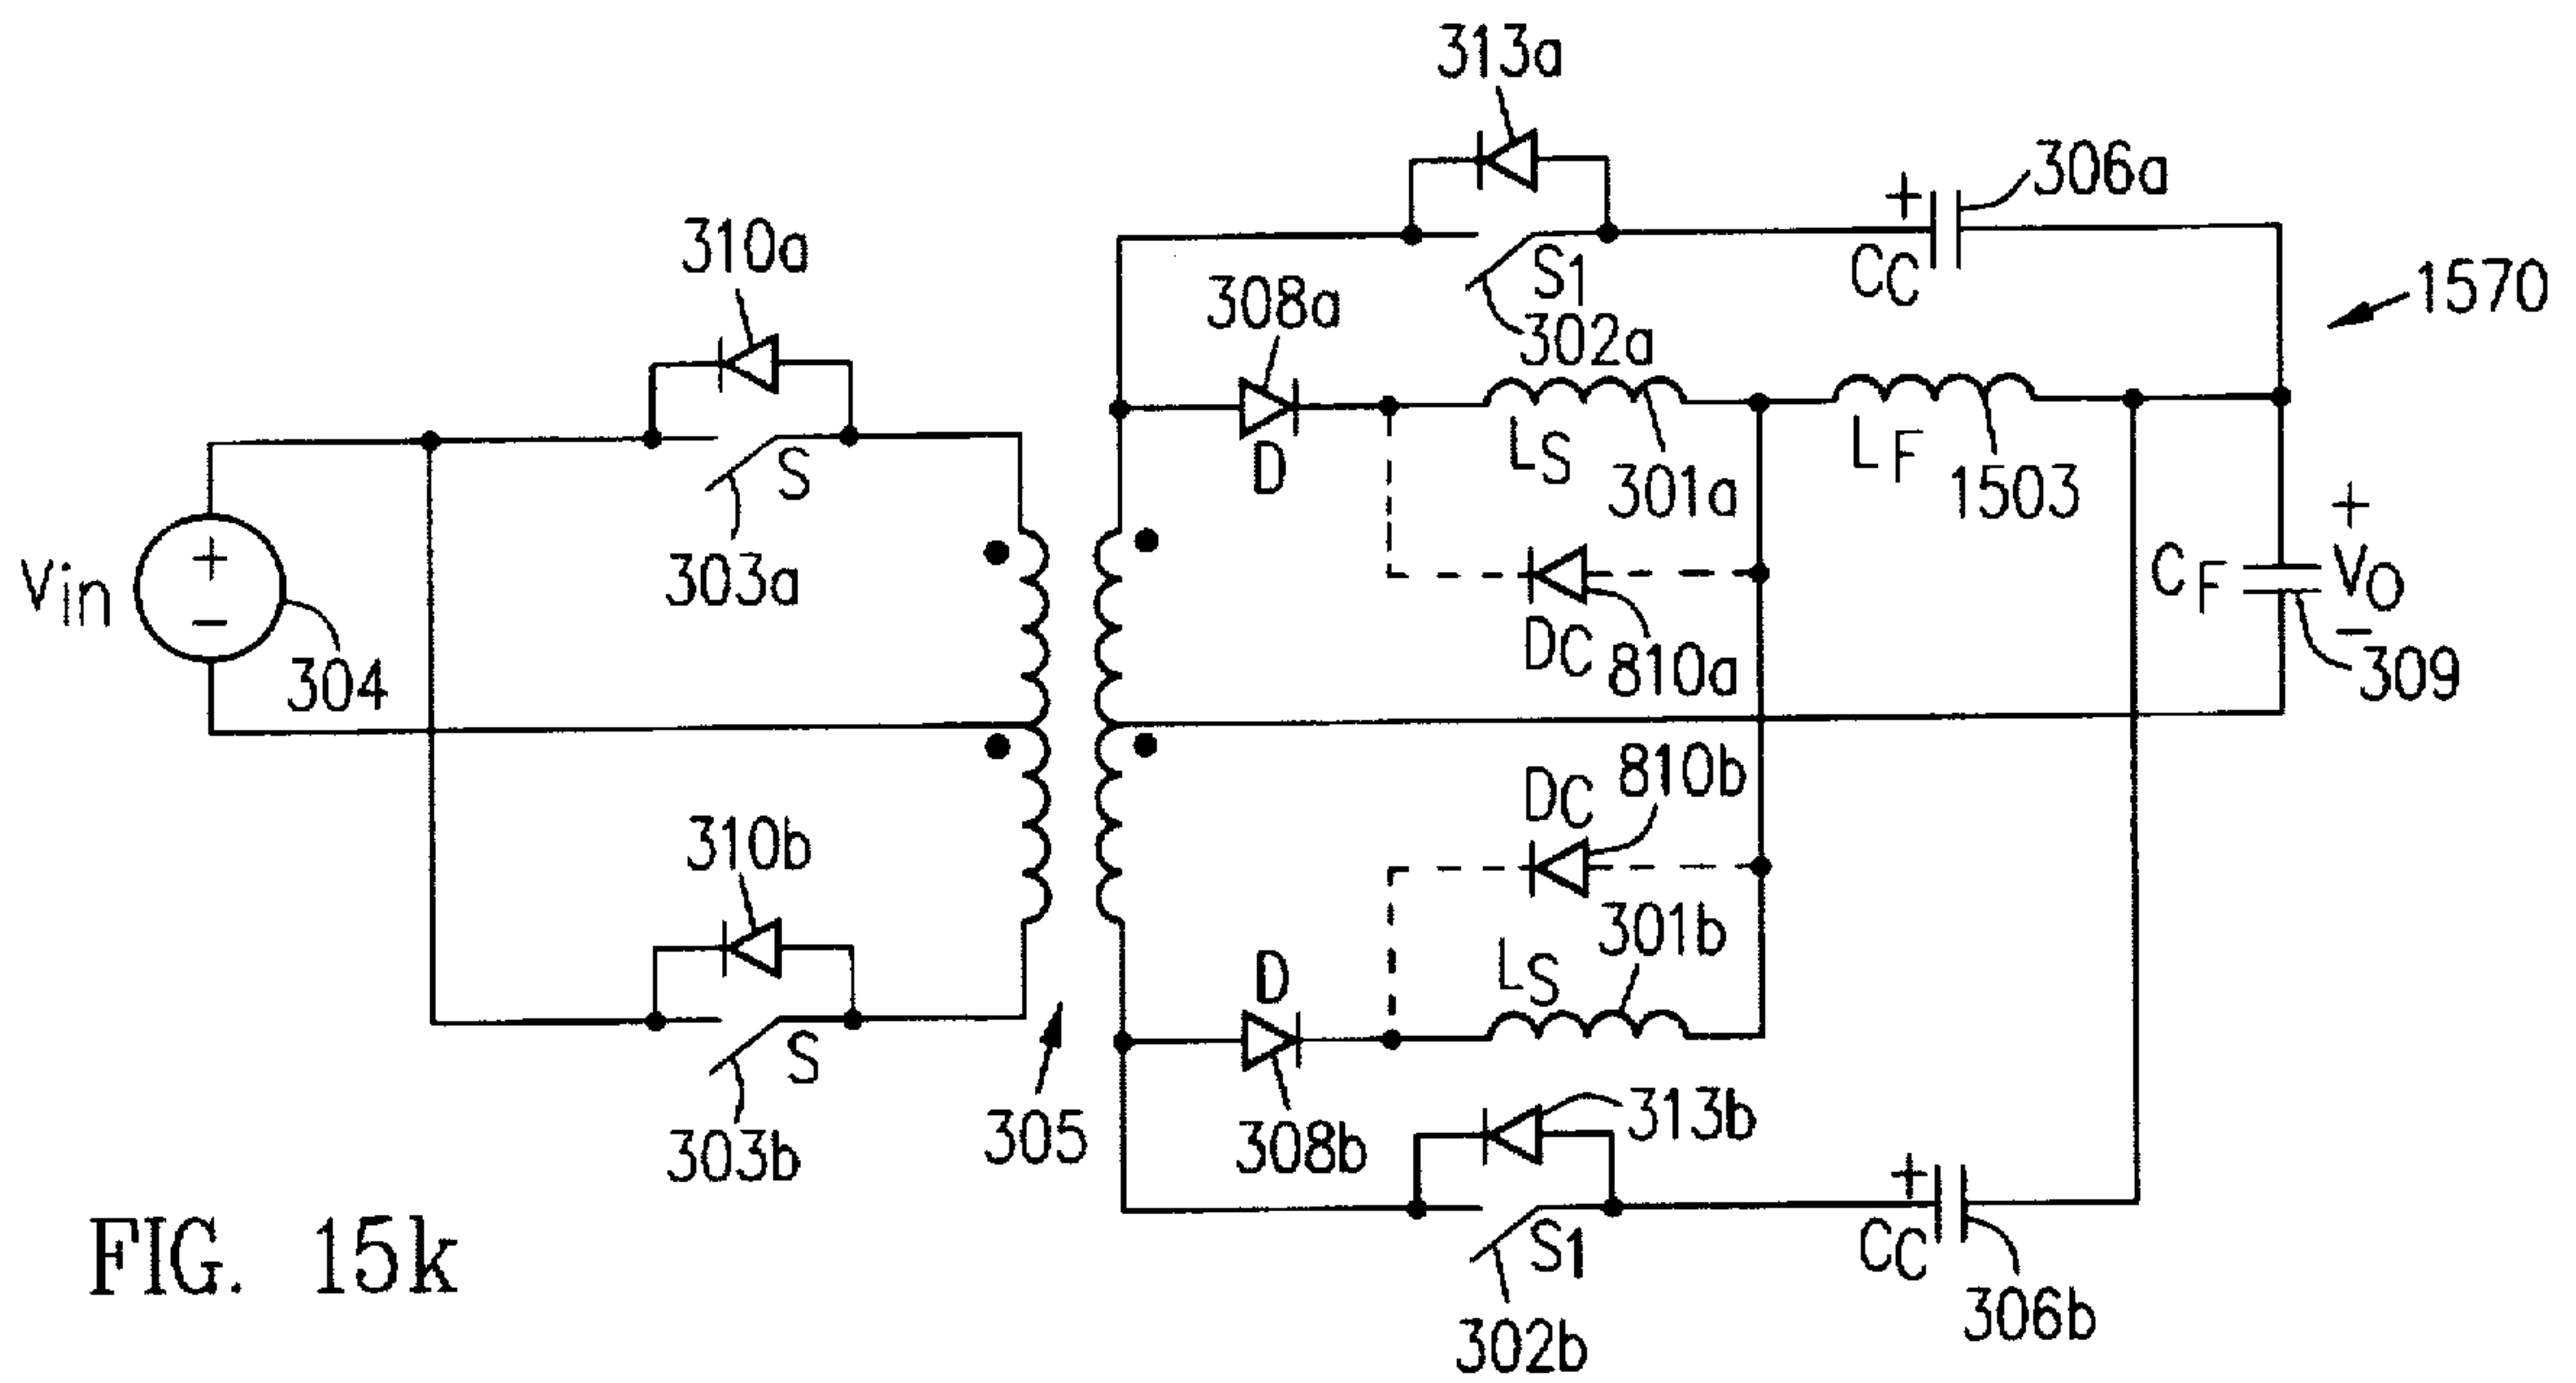 313a
306a
+
310a
CC
1570
S1
308a
302a
S
D
LS
301a
LF
1503
303a
+
Vin
+
−
CF
VO
304
DC
810a
−
309
810b
DC
310b
301b
LS
D
S
313b
305
303b
308b
+
S1
CC
FIG. 15k
306b
302b